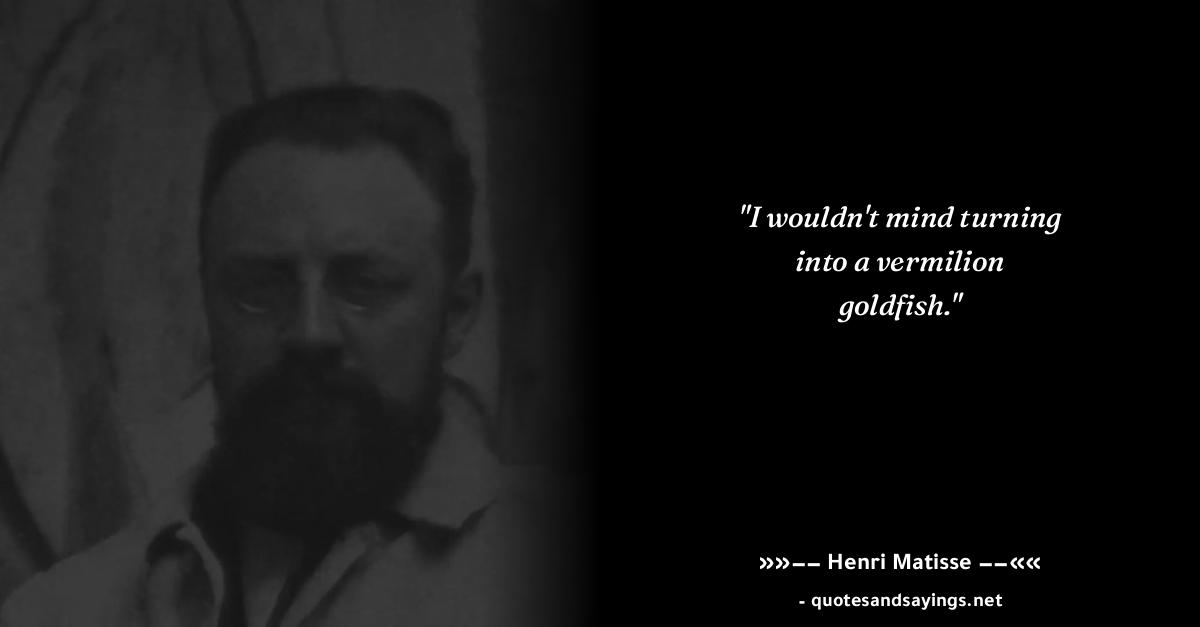 "I wouldn't mind turning
into a vermilion
goldfish."
»»−− Henri Matisse −−««
- quotesandsayings.net